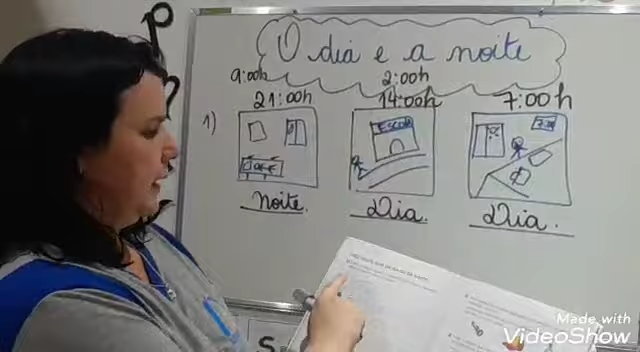 O dia e a noite
9:00h
2:00h
21:00h
14:00h
7:00h
1)
ESCOLA
Noite.
Dia.
Dia.
Made with
VideoShow